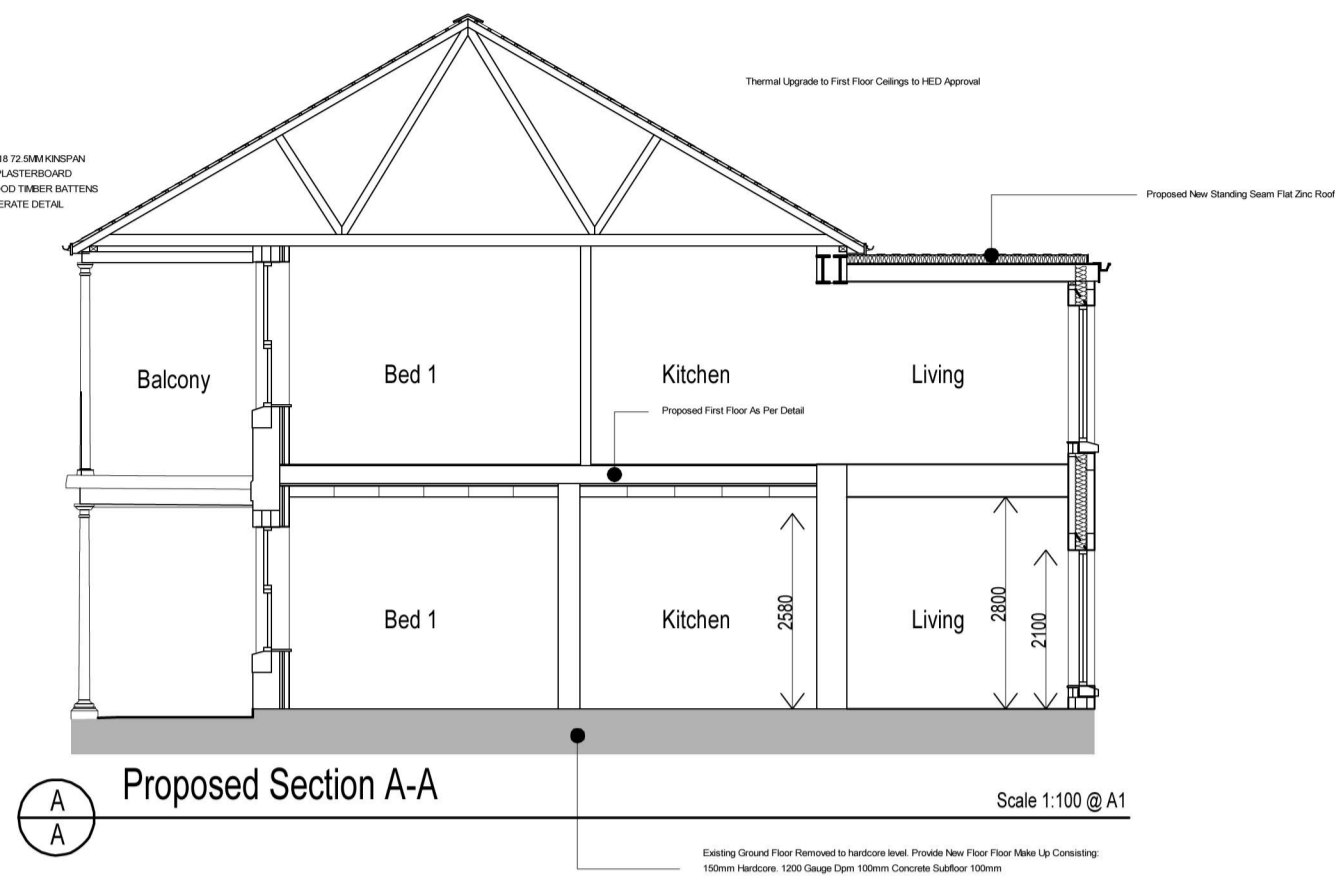 Thermal Upgrade to First Floor Ceilings to HED Approval
18 72.5MM KINSPAN
PLASTERBOARD
OD TIMBER BATTENS
ERATE DETAIL
Proposed New Standing Seam Flat Zinc Roof
Balcony
Bed 1
Kitchen
Living
Proposed First Floor As Per Detail
Bed 1
Kitchen
2580
Living
2800
2100
Proposed Section A-A
A
A
Scale 1:100 @ A1
Existing Ground Floor Removed to hardcore level. Provide New Floor Floor Make Up Consisting:
150mm Hardcore. 1200 Gauge Dpm 100mm Concrete Subfloor 100mm